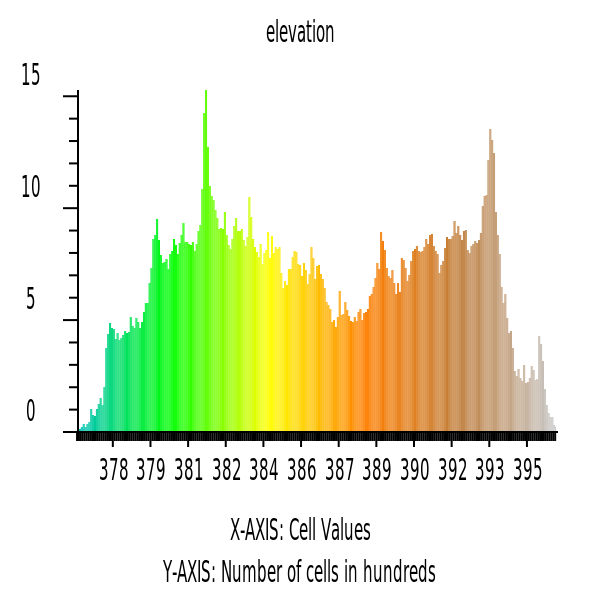 elevation
15
10
5
0
378 379 381 382 384 386 387 389 390 392 393 395
X-AXIS: Cell Values
Y-AXIS: Number of cells in hundreds